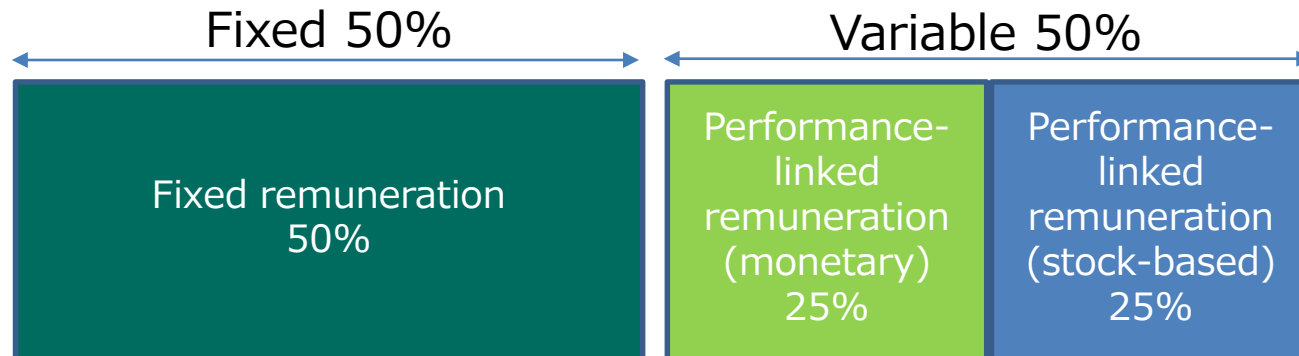 Fixed 50%
Variable 50%
Fixed remuneration
50%
Performance-
linked
remuneration
(monetary)
25%
Performance-
linked
remuneration
(stock-based)
25%